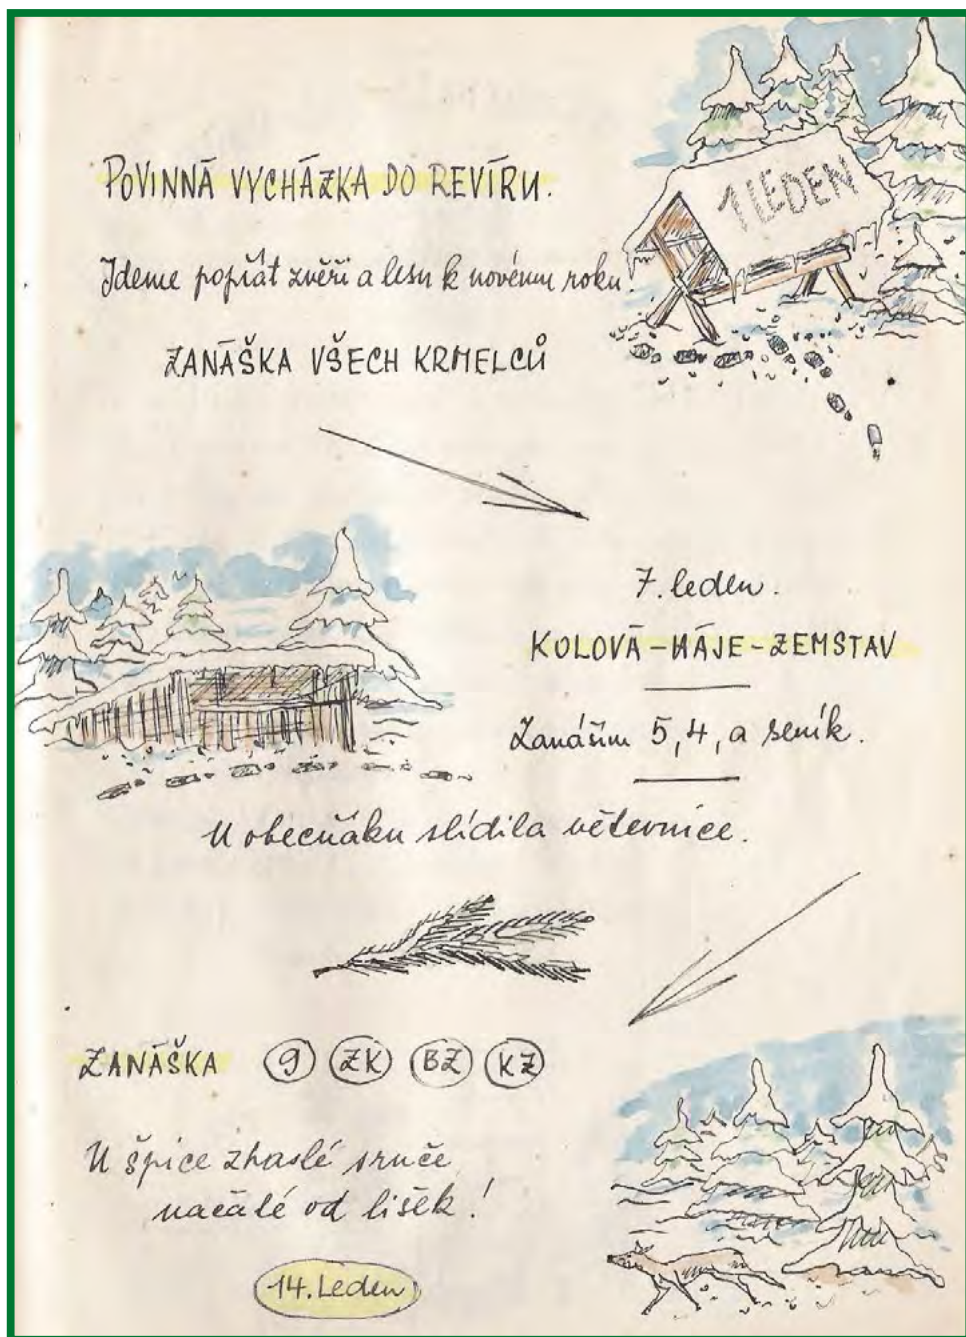 1 LEDEN
POVINNÁ VYCHÁZKA DO REVÍRU.
Jdeme popřát zvěři a lesu k novému roku.
ZANÁŠKA VŠECH KRMELCŮ
7. leden.
KOLOVÁ-HÁJE-ZEMSTAV
Zanáším 5, 4, a seník.
U obecňáku slídila věternice.
ZANÁŠKA 9 ZK BZ KZ
U špice zhaslé srnče
načaté od lišek!
14. Leden